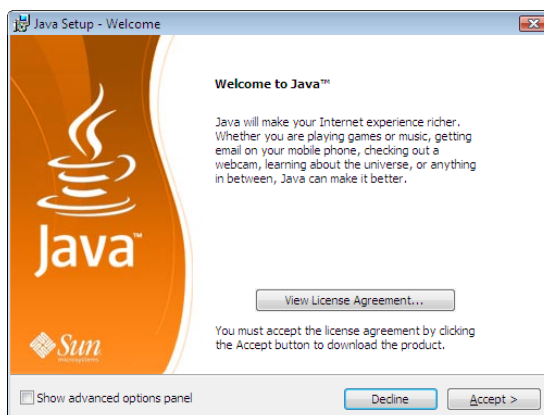 Java Setup - Welcome
Java™
Sun
microsystems
Welcome to Java™
Java will make your Internet experience richer.
Whether you are playing games or music, getting
email on your mobile phone, checking out a
webcam, learning about the universe, or anything
in between, Java can make it better.
View License Agreement...
You must accept the license agreement by clicking
the Accept button to download the product.
Show advanced options panel
Decline
Accept >